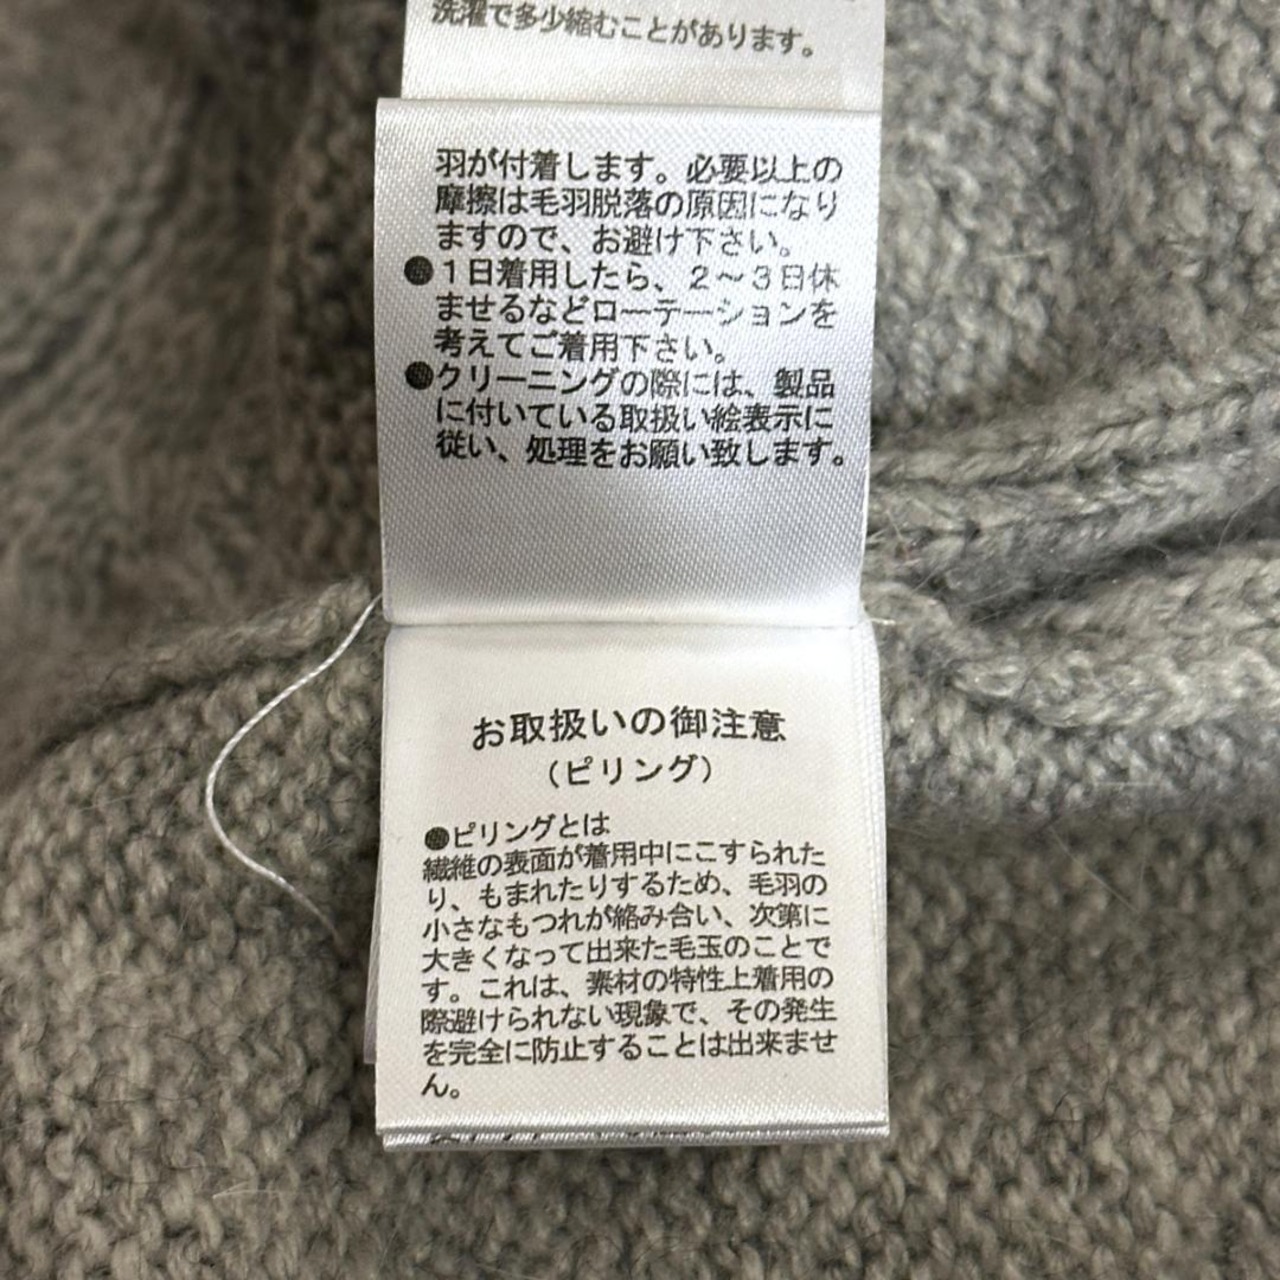 洗濯で多少縮むことがあります。
羽が付着します。必要以上の
摩擦は毛羽脱落の原因になり
ますので、お避け下さい。
●1日着用したら、2〜3日休
ませるなどローテーションを
考えてご着用下さい。
●クリーニングの際には、製品
に付いている取扱い絵表示に
従い、処理をお願い致します。
お取扱いの御注意
（ピリング）
●ピリングとは
繊維の表面が着用中にこすられた
り、もまれたりするため、毛羽の
小さなもつれが絡み合い、次第に
大きくなって出来た毛玉のことで
す。これは、素材の特性上着用の
際避けられない現象で、その発生
を完全に防止することは出来ませ
ん。